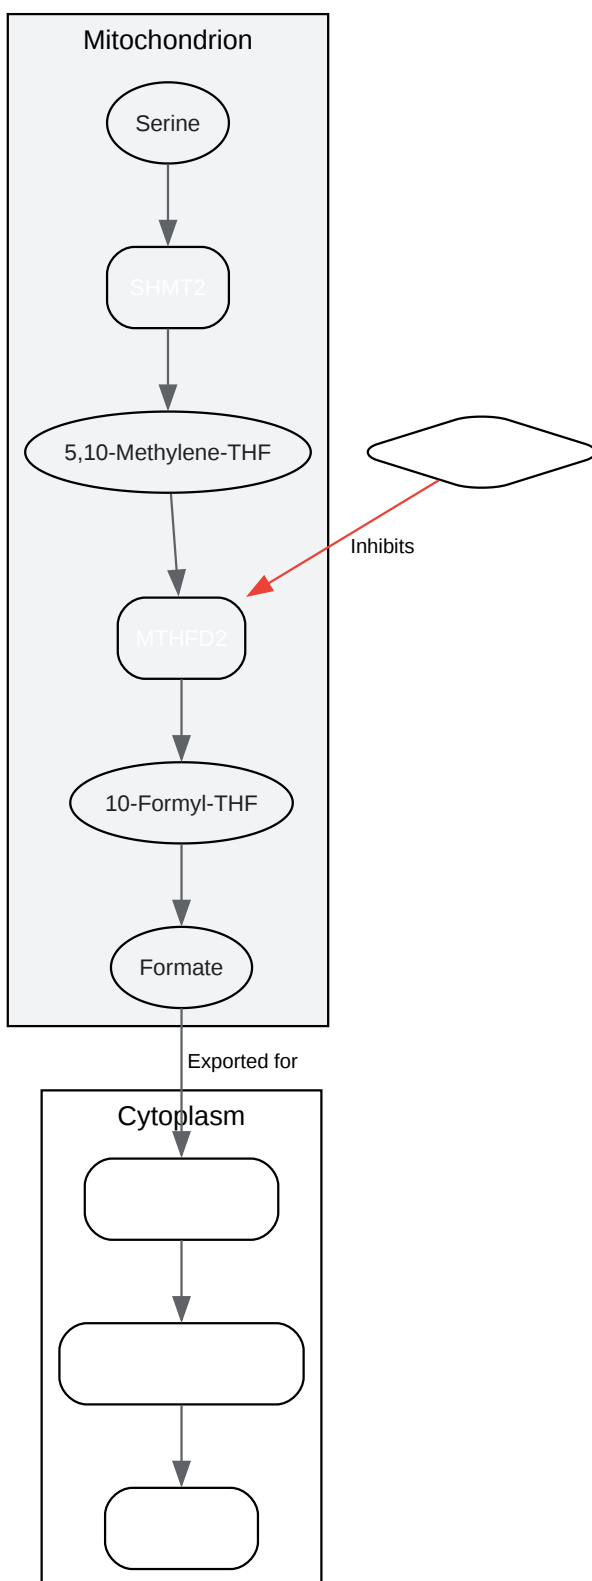 Mitochondrion
Serine
SHMT2
5,10-Methylene-THF
Inhibits
MTHFD2
10-Formyl-THF
Formate
Exported for
Cytoplasm